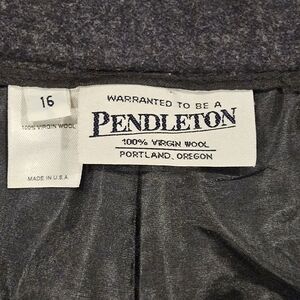 16
100% VIRGIN WOOL
MADE IN U.S.A.
WARRANTED TO BE A
PENDLETON
100% VIRGIN WOOL
PORTLAND, OREGON